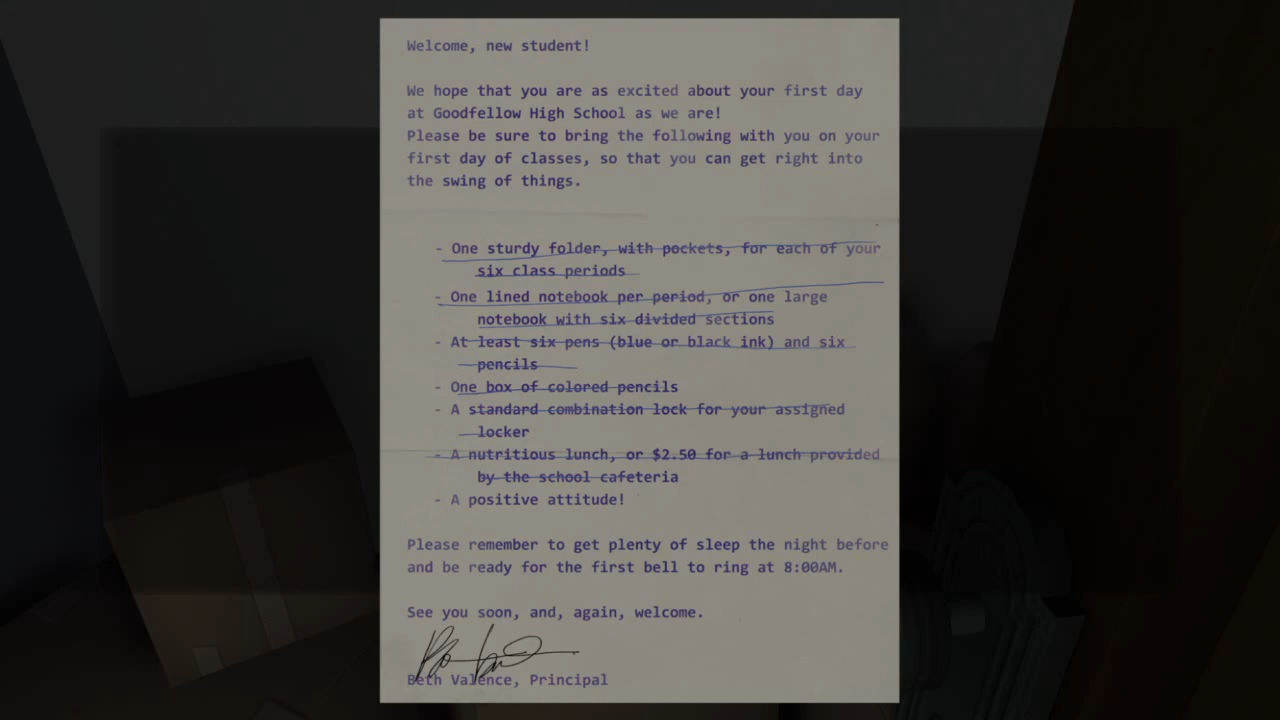 Welcome, new student!
We hope that you are as excited about your first day
at Goodfellow High School as we are!
Please be sure to bring the following with you on your
first day of classes, so that you can get right into
the swing of things.
- One sturdy folder, with pockets, for each of your
six class periods
- One lined notebook per period, or one large
notebook with six divided sections
- At least six pens (blue or black ink) and six
pencils
- One box of colored pencils
- A standard combination lock for your assigned
locker
- A nutritious lunch, or $2.50 for a lunch provided
by the school cafeteria
- A positive attitude!
Please remember to get plenty of sleep the night before
and be ready for the first bell to ring at 8:00AM.
See you soon, and, again, welcome.
Beth Valence, Principal